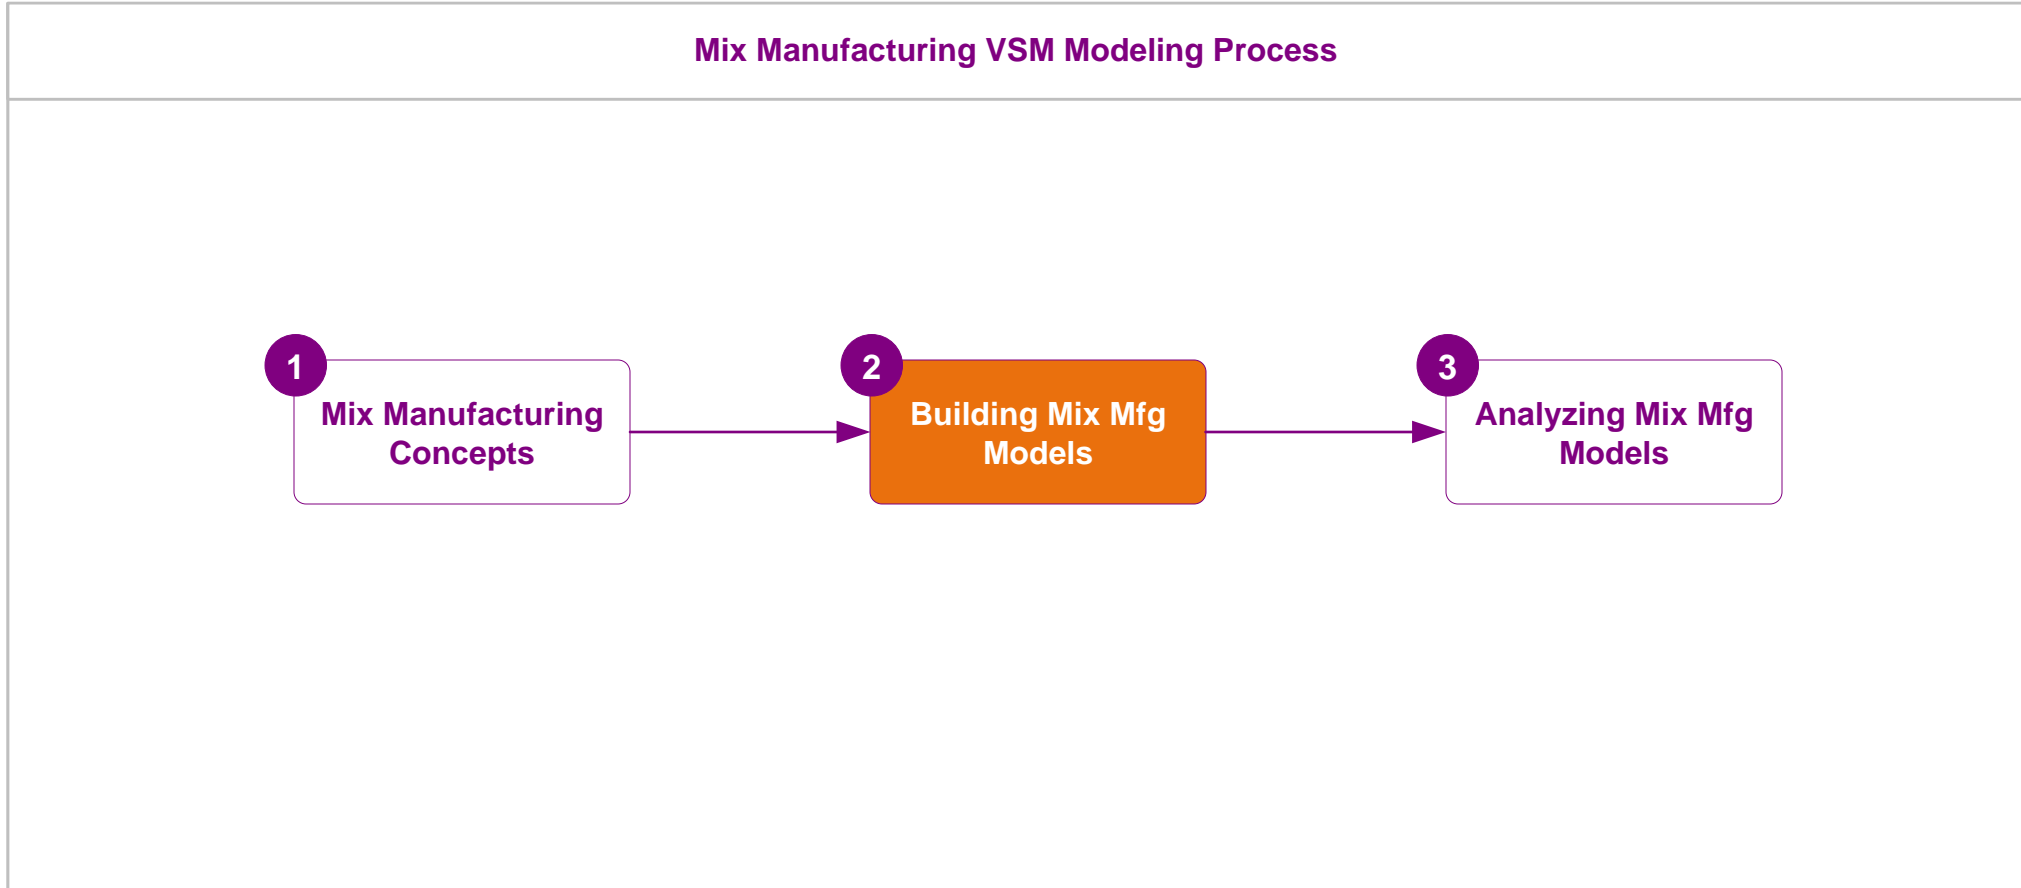 Mix Manufacturing VSM Modeling Process
1
Mix Manufacturing
Concepts
2
Building Mix Mfg
Models
3
Analyzing Mix Mfg
Models